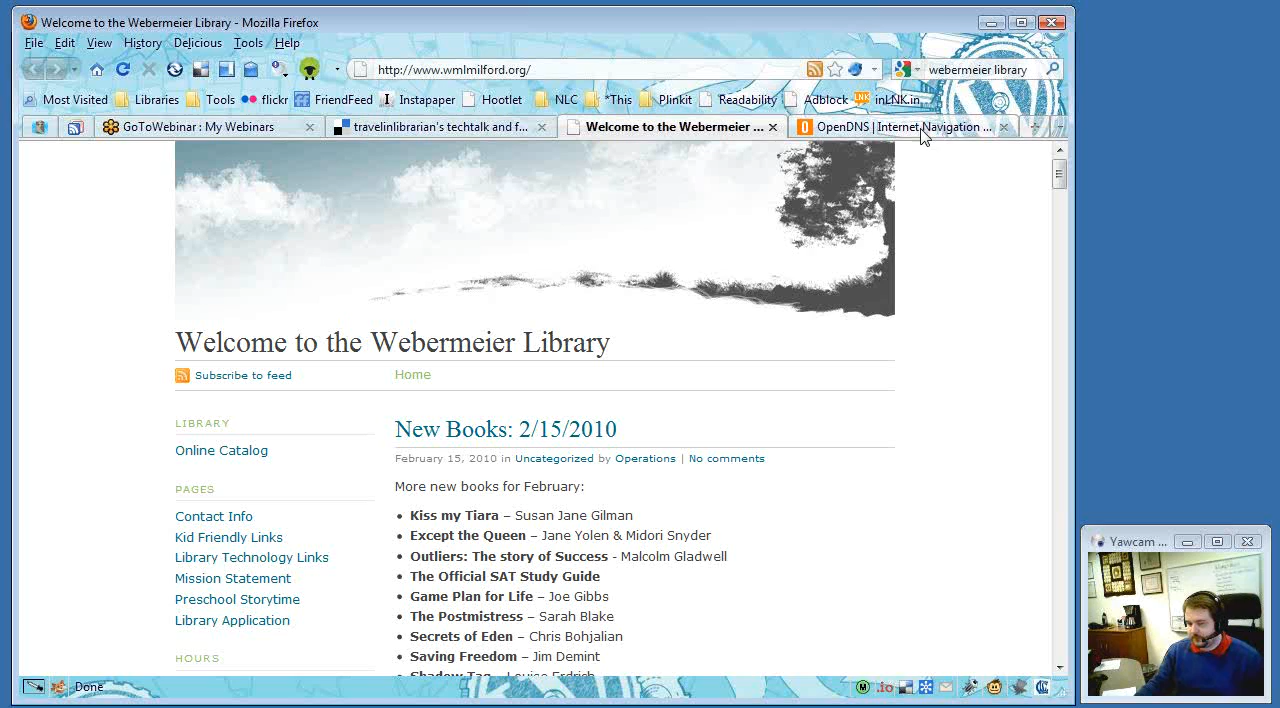 Welcome to the Webermeier Library - Mozilla Firefox
File Edit View History Delicious Tools Help
http://www.wmlmilford.org/ webermeier library
Most Visited Libraries Tools flickr FriendFeed Instapaper Hootlet NLC *This Plinkit Readability Adblock inLNK.in
GoToWebinar : My Webinars travelinlibrarian's techtalk and f... Welcome to the Webermeier ... OpenDNS | Internet Navigation ...
Welcome to the Webermeier Library
Subscribe to feed Home
LIBRARY
Online Catalog
PAGES
Contact Info
Kid Friendly Links
Library Technology Links
Mission Statement
Preschool Storytime
Library Application
HOURS
New Books: 2/15/2010
February 15, 2010 in Uncategorized by Operations | No comments
More new books for February:
Kiss my Tiara – Susan Jane Gilman
Except the Queen – Jane Yolen & Midori Snyder
Outliers: The story of Success - Malcolm Gladwell
The Official SAT Study Guide
Game Plan for Life – Joe Gibbs
The Postmistress – Sarah Blake
Secrets of Eden – Chris Bohjalian
Saving Freedom – Jim Demint
Shadow Tag – Louise Erdrich
Done
.io
Yawcam ...